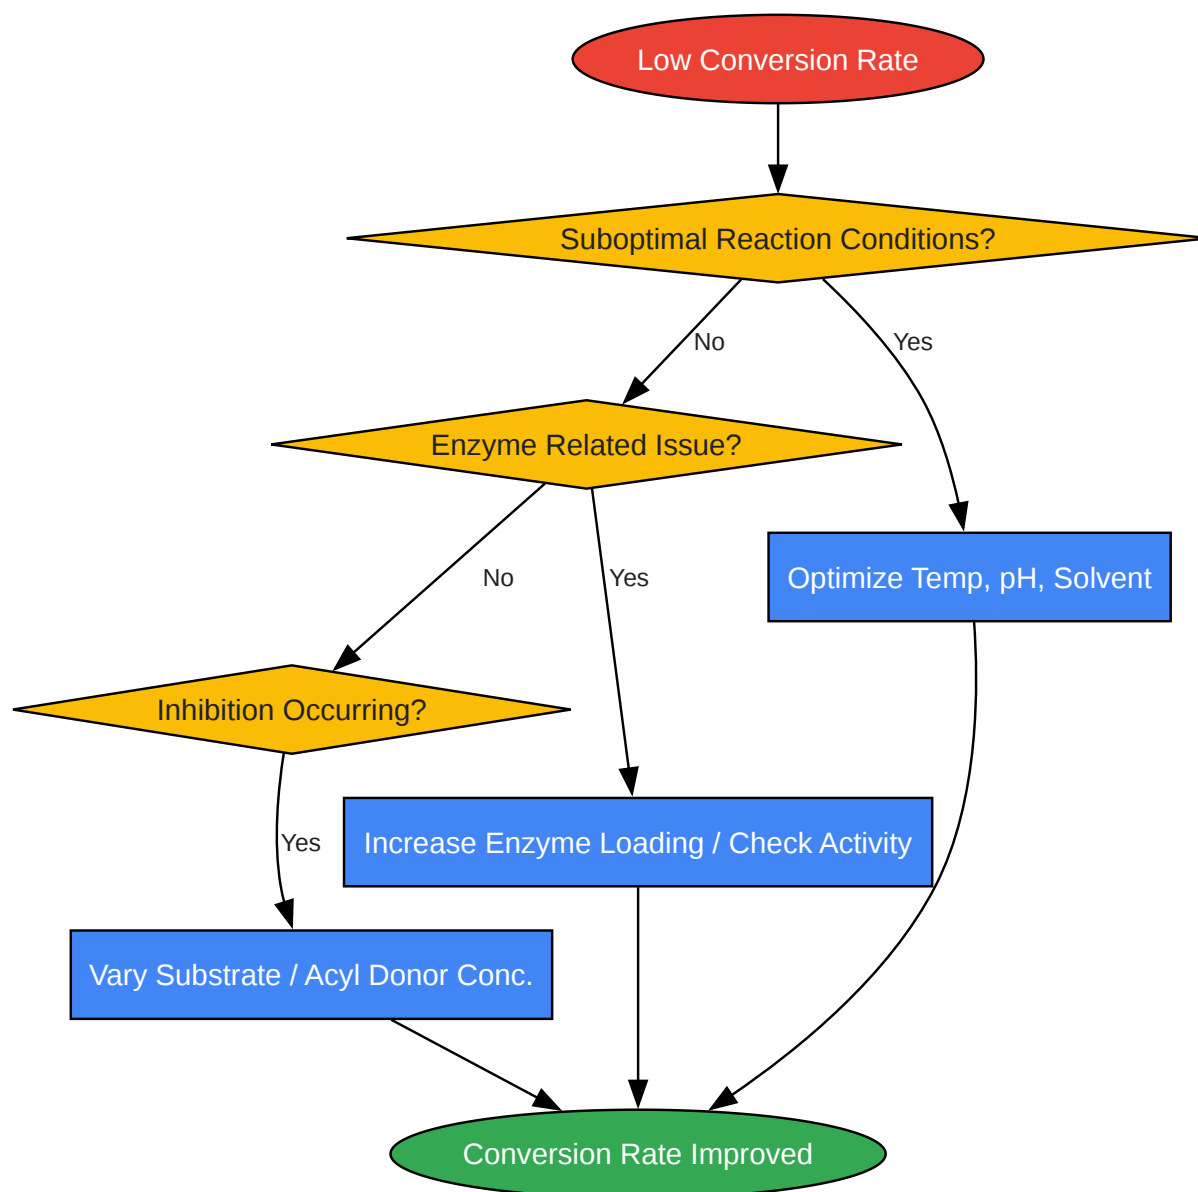 Low Conversion Rate
Suboptimal Reaction Conditions?
No
Yes
Enzyme Related Issue?
No
Yes
Optimize Temp, pH, Solvent
Inhibition Occurring?
Yes
Increase Enzyme Loading / Check Activity
Vary Substrate / Acyl Donor Conc.
Conversion Rate Improved